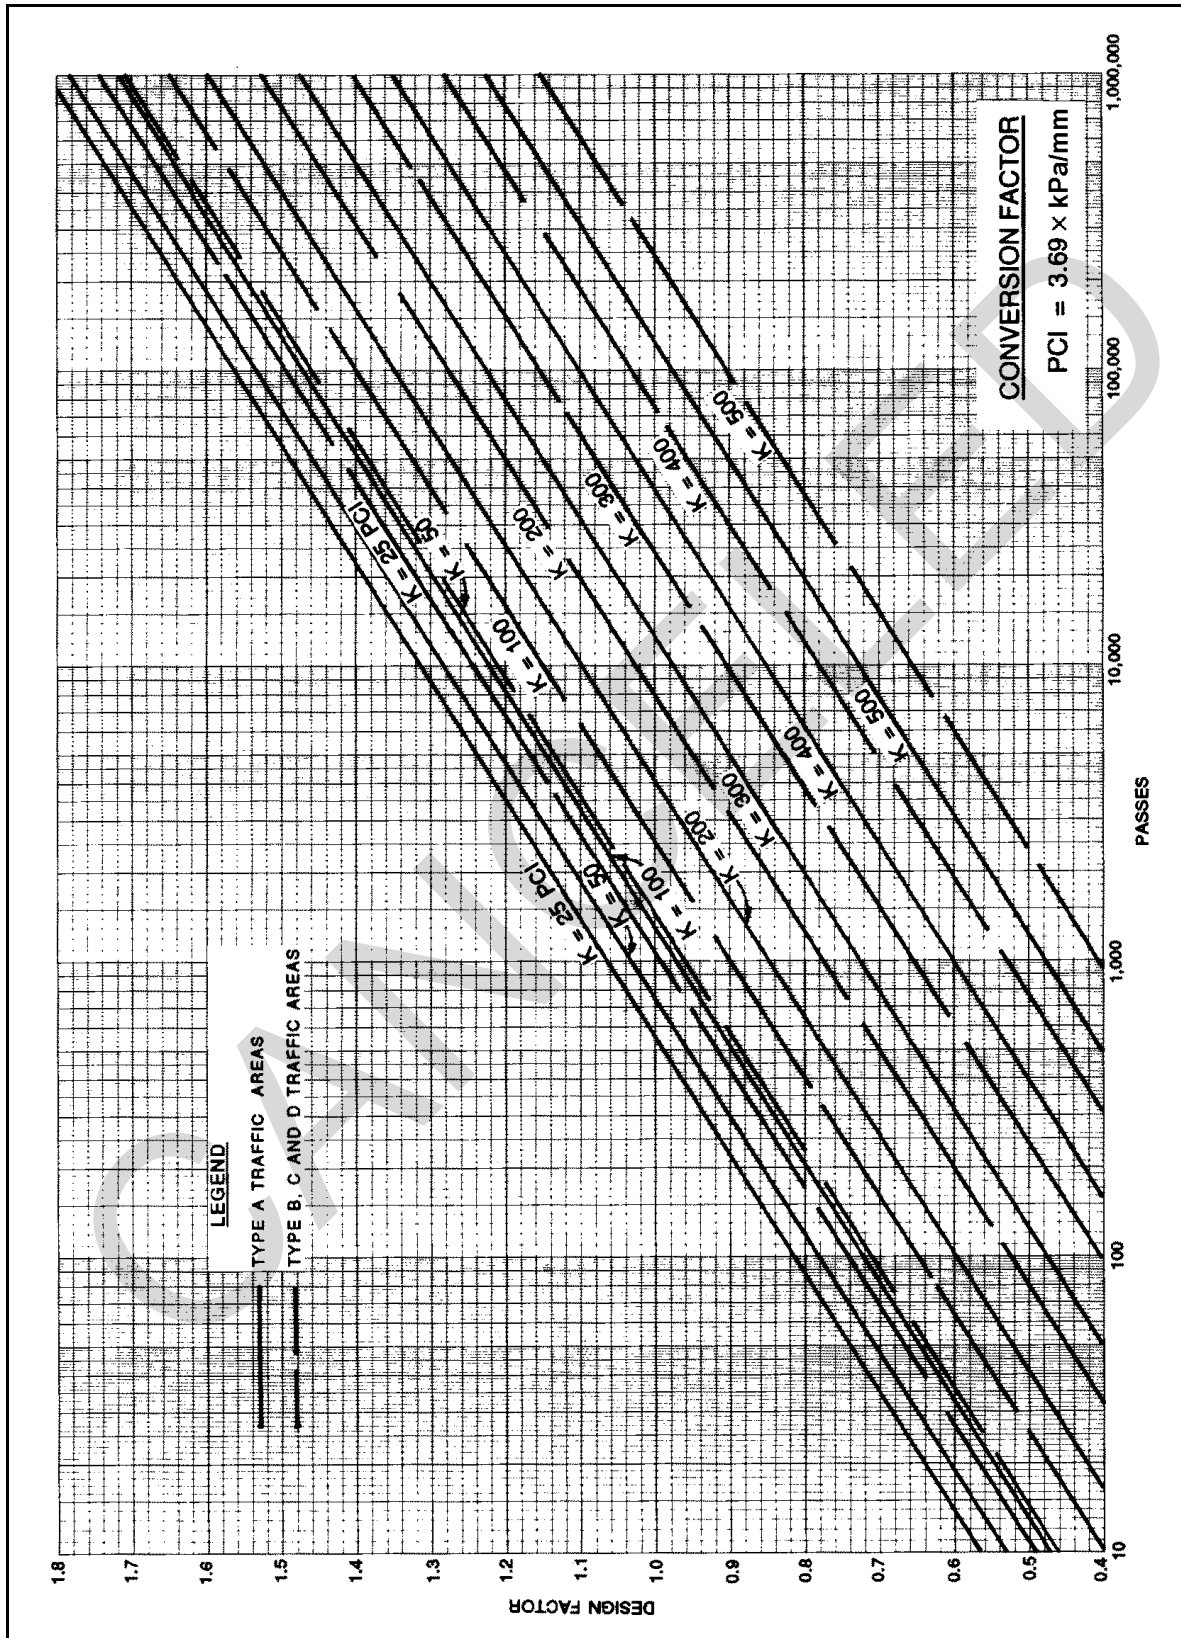 DESIGN FACTOR
1.8
1.7
1.6
1.5
1.4
1.3
1.2
1.1
1.0
0.9
0.8
0.7
0.6
0.5
0.4
10
100
1,000
10,000
100,000
1,000,000
PASSES
LEGEND
TYPE A TRAFFIC AREAS
TYPE B, C AND D TRAFFIC AREAS
K = 25 PCI
K = 50
K = 100
K = 200
K = 300
K = 400
K = 500
K = 25 PCI
K = 50
K = 100
K = 200
K = 300
K = 400
K = 500
CONVERSION FACTOR
PCI = 3.69 × kPa/mm
CANCELED